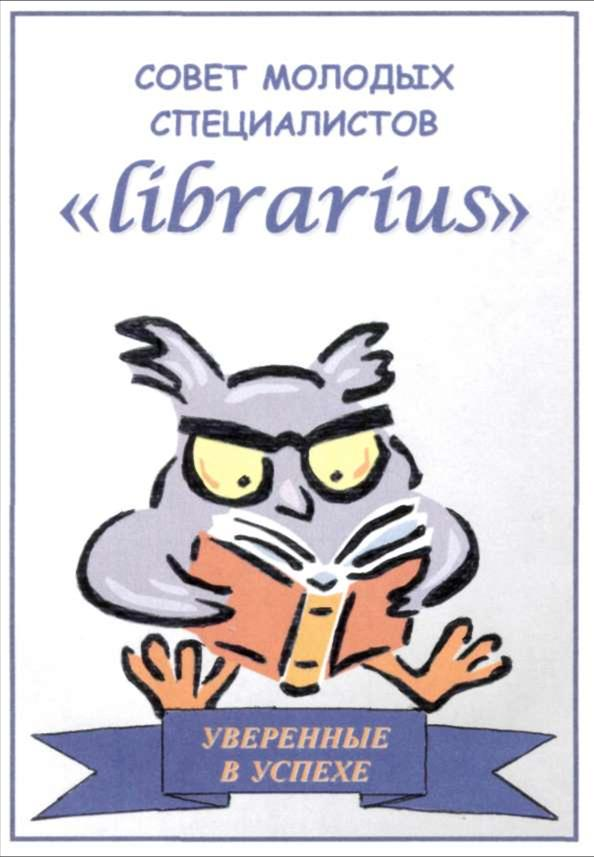 СОВЕТ МОЛОДЫХ
СПЕЦИАЛИСТОВ
«librarius»
УВЕРЕННЫЕ
В УСПЕХЕ